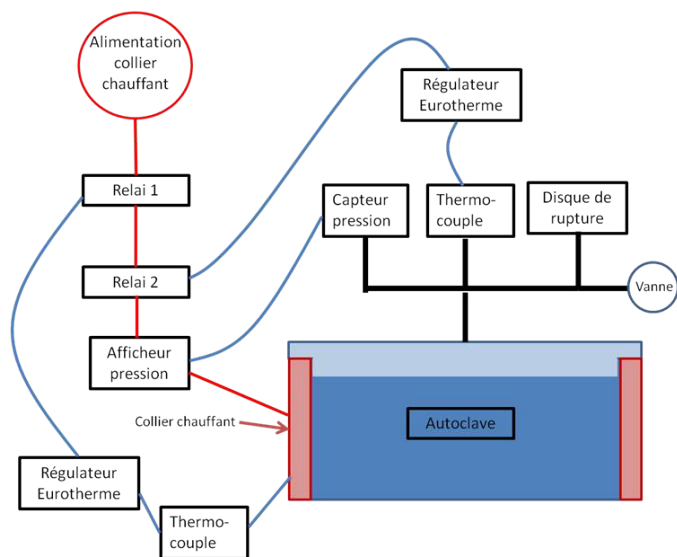 Alimentation
collier
chauffant
Régulateur
Eurotherme
Relai 1
Capteur
pression
Thermo-
couple
Disque de
rupture
Relai 2
Vanne
Afficheur
pression
Collier chauffant
Autoclave
Régulateur
Eurotherme
Thermo-
couple